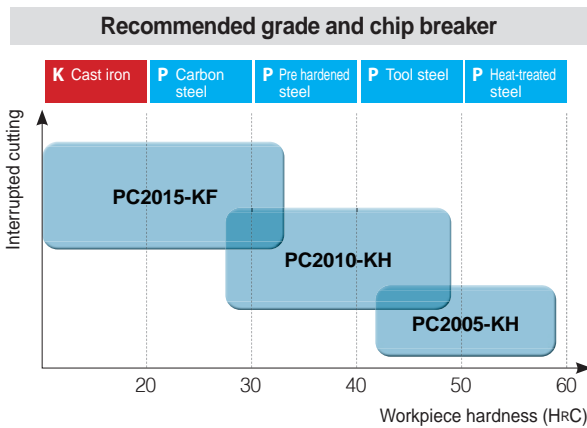 Recommended grade and chip breaker
K Cast iron
P Carbon
steel
P Pre hardened
steel
P Tool steel
P Heat-treated
steel
Interrupted cutting
PC2015-KF
PC2010-KH
PC2005-KH
20 30 40 50 60
Workpiece hardness (HRC)